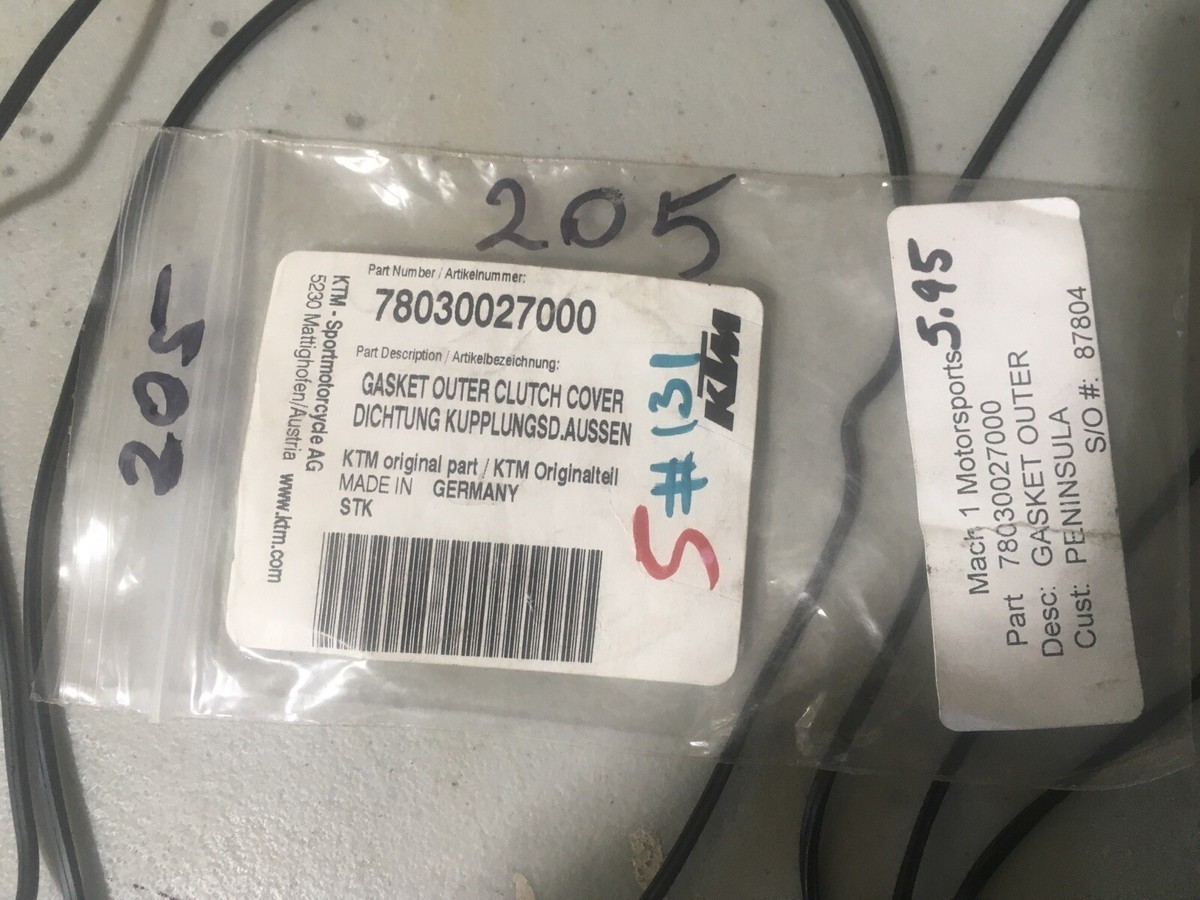 205
205
Part Number / Artikelnummer:
78030027000
Part Description / Artikelbezeichnung:
GASKET OUTER CLUTCH COVER
DICHTUNG KUPPLUNGSD.AUSSEN
KTM original part / KTM Originalteil
MADE IN GERMANY
STK
KTM - Sportmotorcycle AG
5230 Mattighofen/Austria www.ktm.com
KTM
#131
S
5.95
Mach 1 Motorsports
Part 78030027000
Desc: GASKET OUTER
Cust: PENINSULA
S/O #: 87804